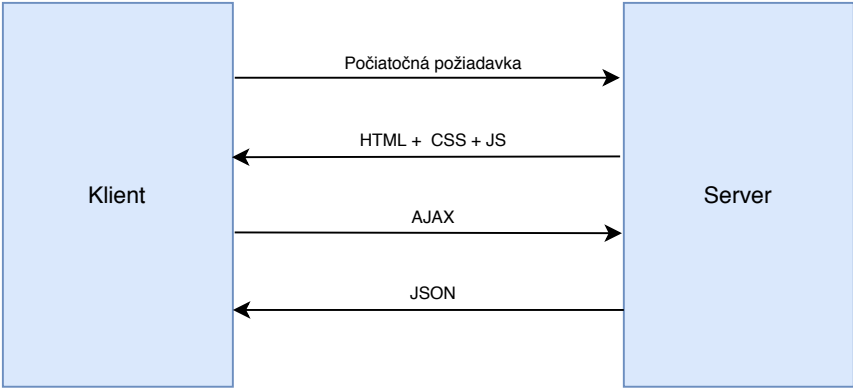 Počiatočná požiadavka
HTML + CSS + JS
Klient
Server
AJAX
JSON